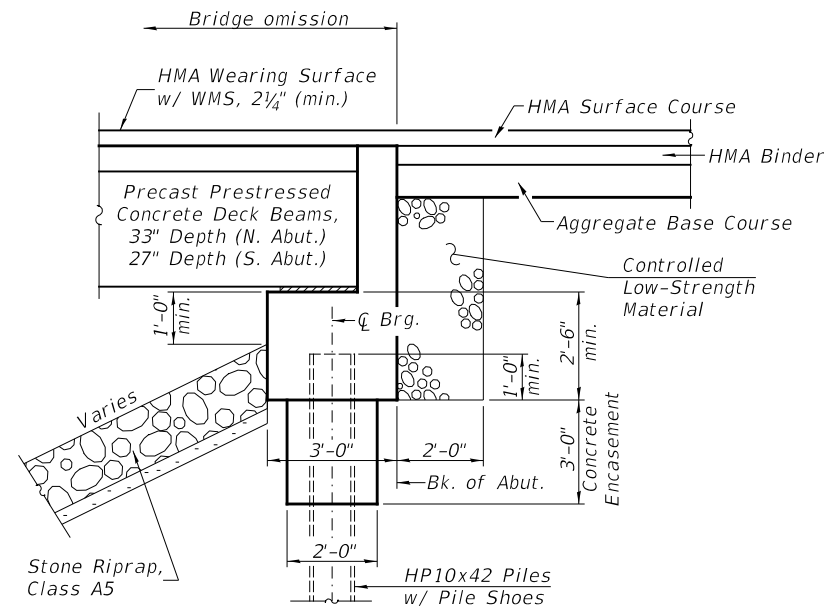 Bridge omission
HMA Wearing Surface
w/ WMS, 2¼" (min.)
HMA Surface Course
HMA Binder
Precast Prestressed
Concrete Deck Beams,
33" Depth (N. Abut.)
27" Depth (S. Abut.)
Aggregate Base Course
Controlled
Low-Strength
Material
1'-0"
min.
℄ Brg.
2'-6"
min.
1'-0"
min.
Varies
3'-0"
2'-0"
3'-0"
Concrete
Encasement
Bk. of Abut.
2'-0"
Stone Riprap,
Class A5
HP10x42 Piles
w/ Pile Shoes